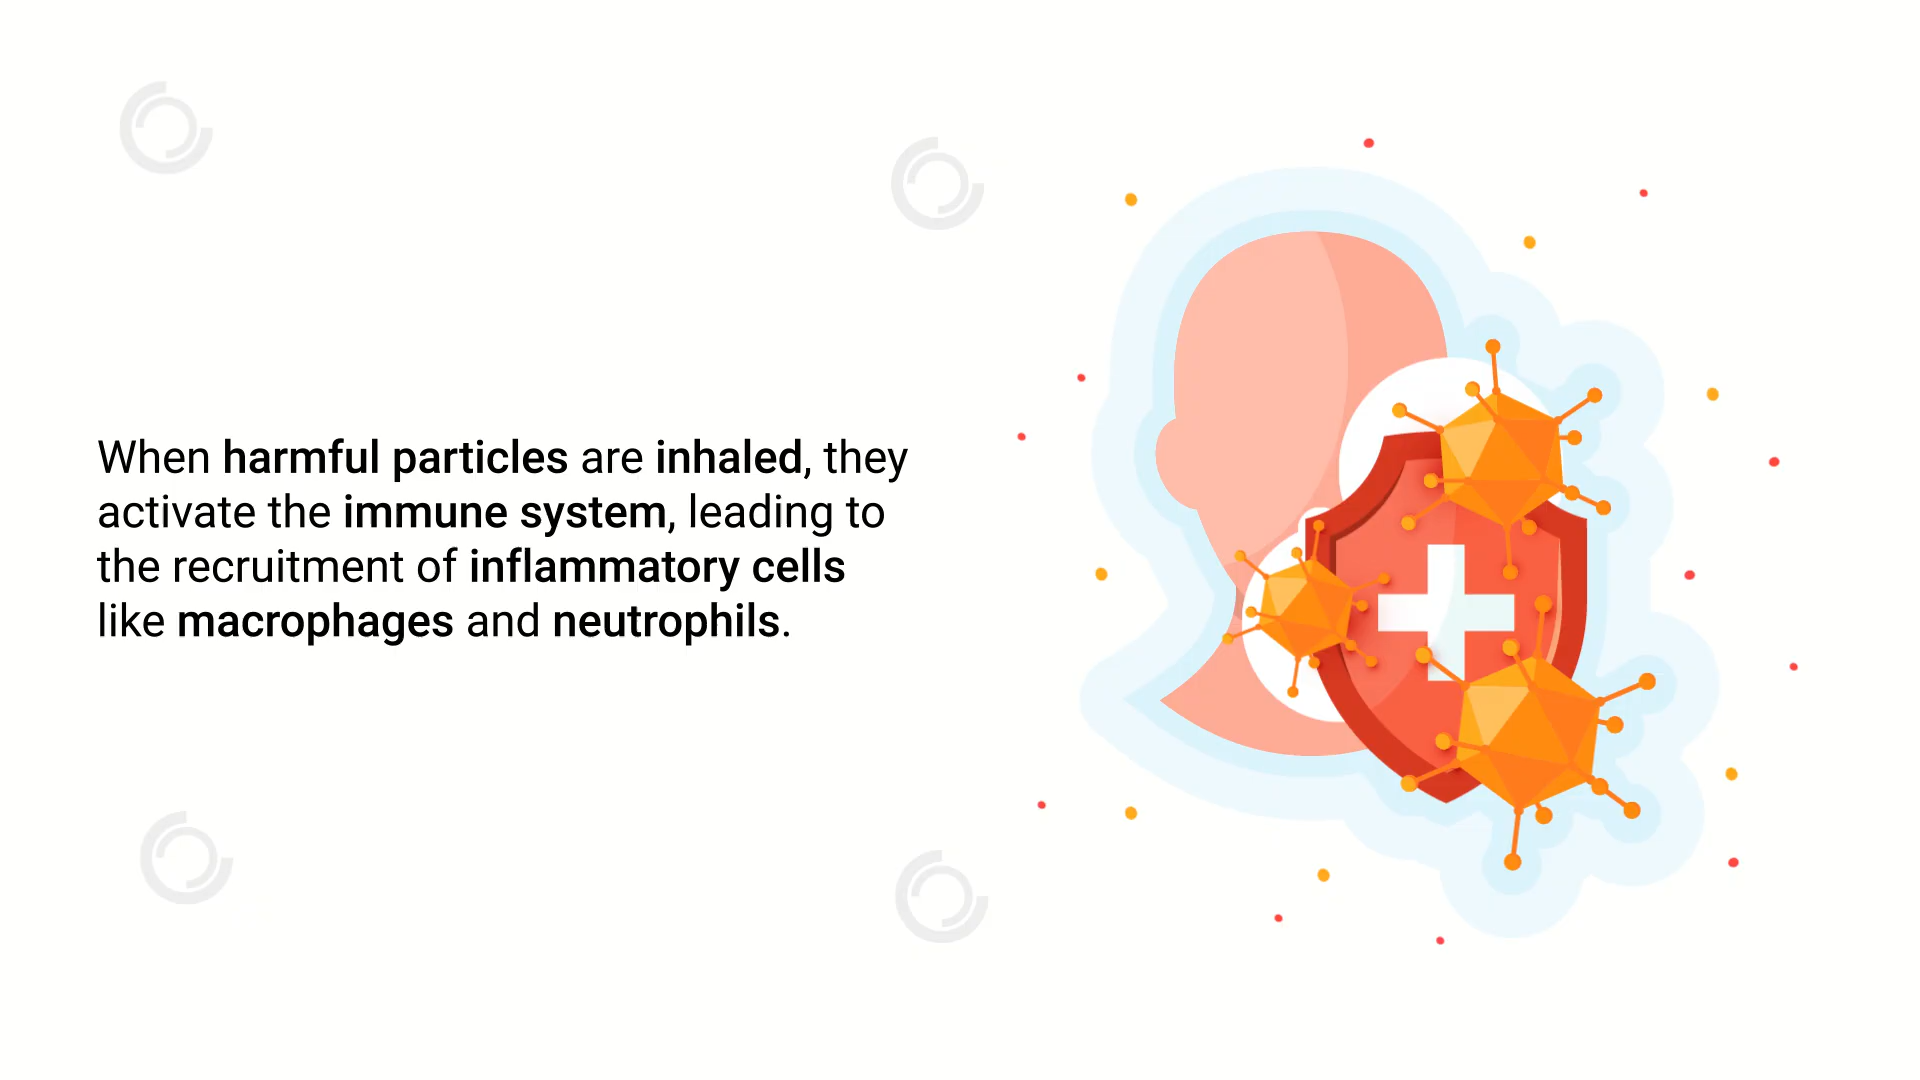 When harmful particles are inhaled, they
activate the immune system, leading to
the recruitment of inflammatory cells
like macrophages and neutrophils.